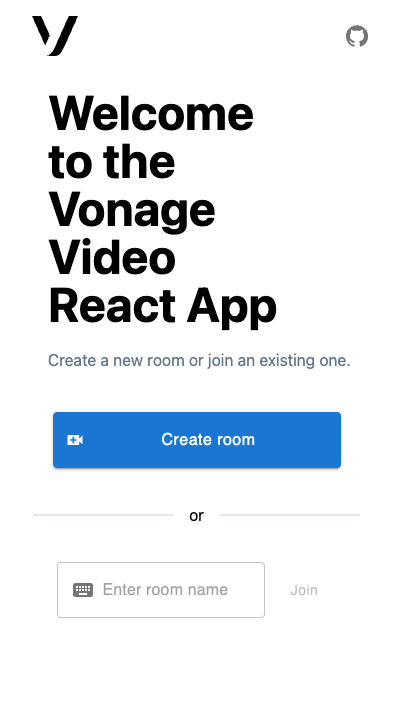 Welcome
to the
Vonage
Video
React App
Create a new room or join an existing one.
Create room
or
Enter room name
Join